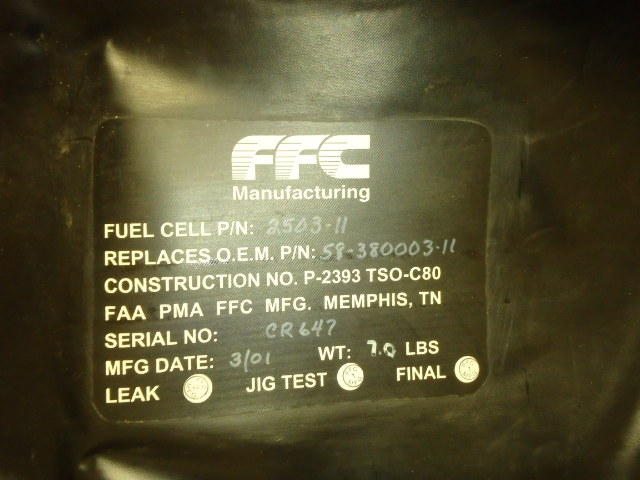 FFC
Manufacturing
FUEL CELL P/N: 2503-11
REPLACES O.E.M. P/N: 58-380003-11
CONSTRUCTION NO. P-2393 TSO-C80
FAA PMA FFC MFG. MEMPHIS, TN
SERIAL NO: CR647
MFG DATE: 3/01 WT: 7.0 LBS
LEAK JIG TEST FINAL